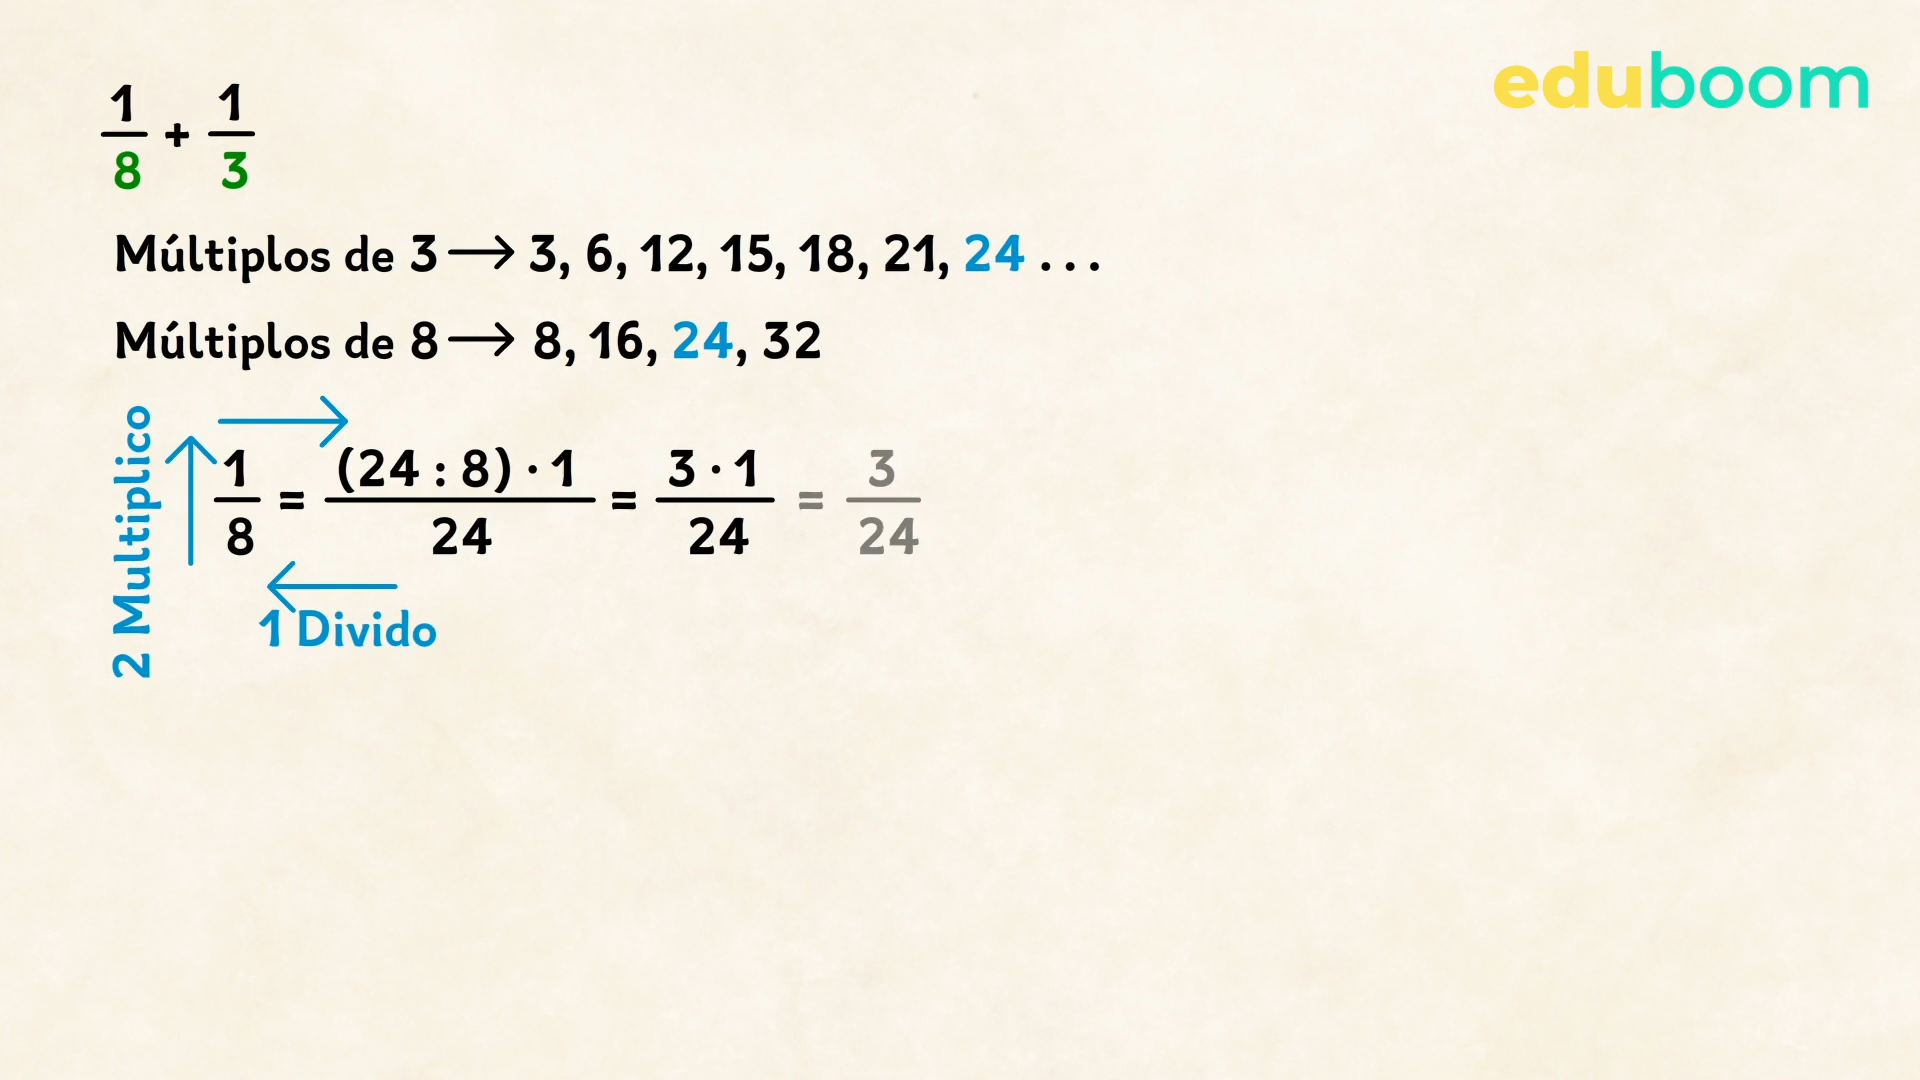 eduboom
1/8 + 1/3
Múltiplos de 3 → 3, 6, 12, 15, 18, 21, 24 . . .
Múltiplos de 8 → 8, 16, 24, 32
2 Multiplico
1/8 = (24 : 8) · 1/24 = 3 · 1/24 = 3/24
1 Divido